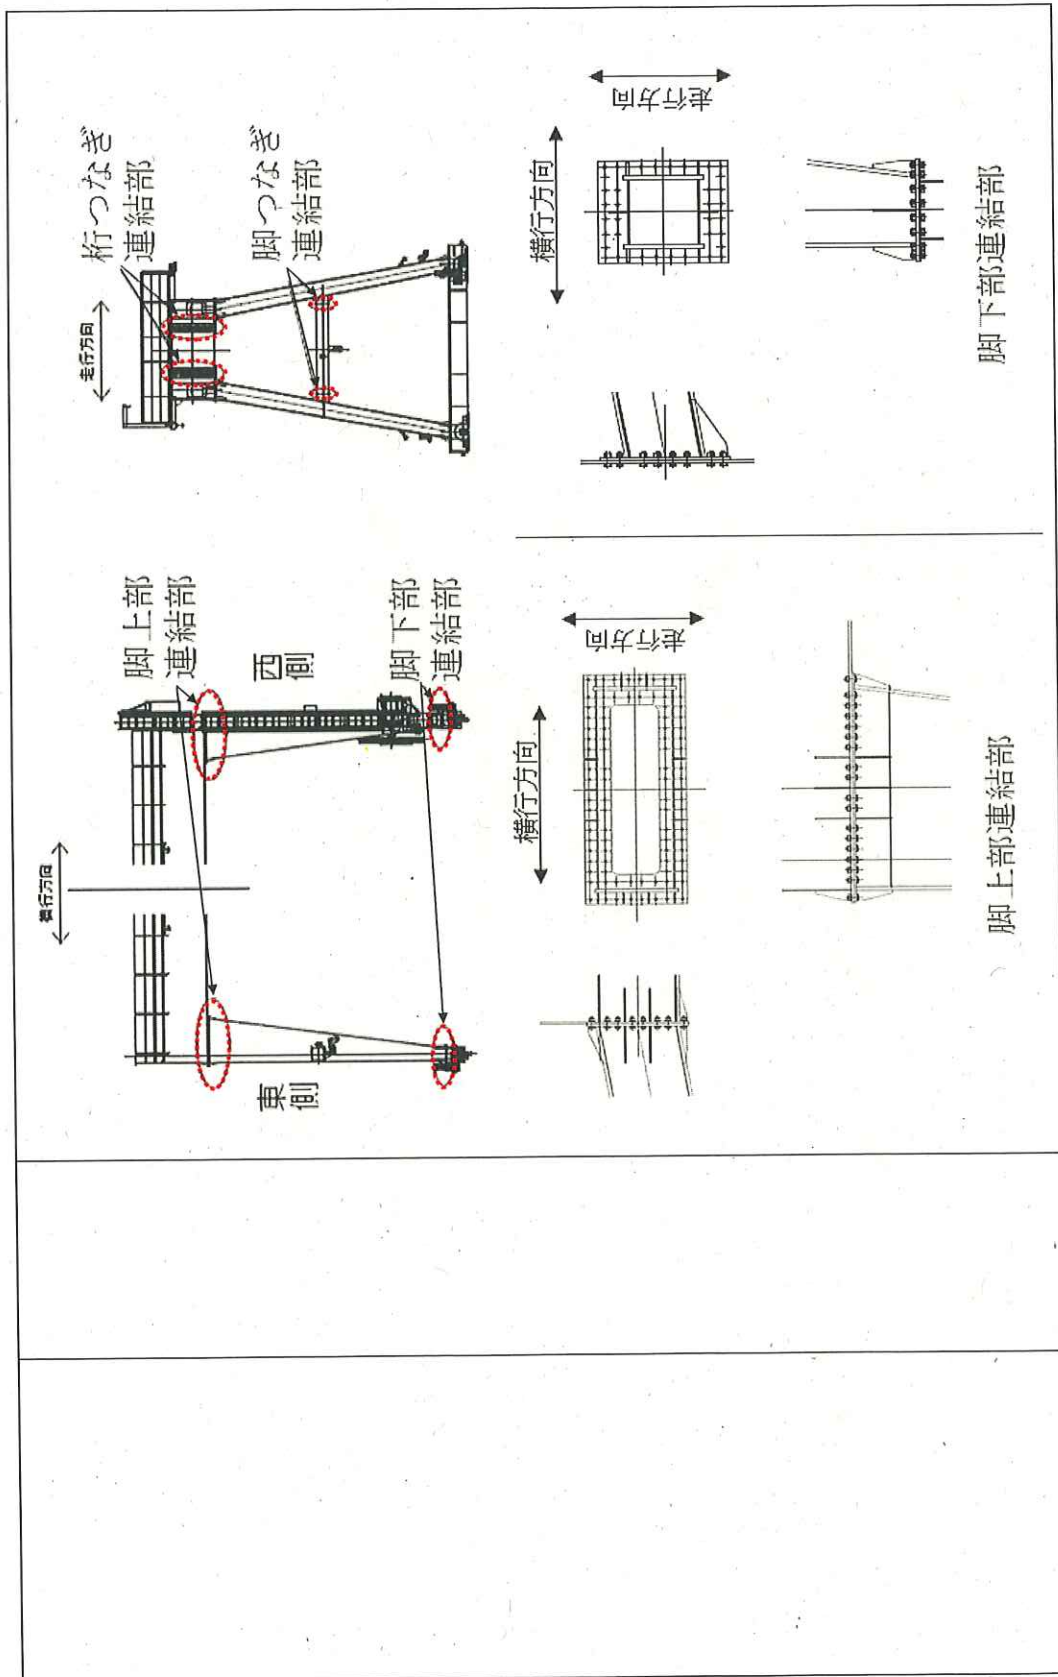 横行方向
脚上部
連結部
西
側
東
側
脚下部
連結部
走行方向
桁つなぎ
連結部
脚つなぎ
連結部
横行方向
走行方向
脚上部連結部
横行方向
走行方向
脚下部連結部